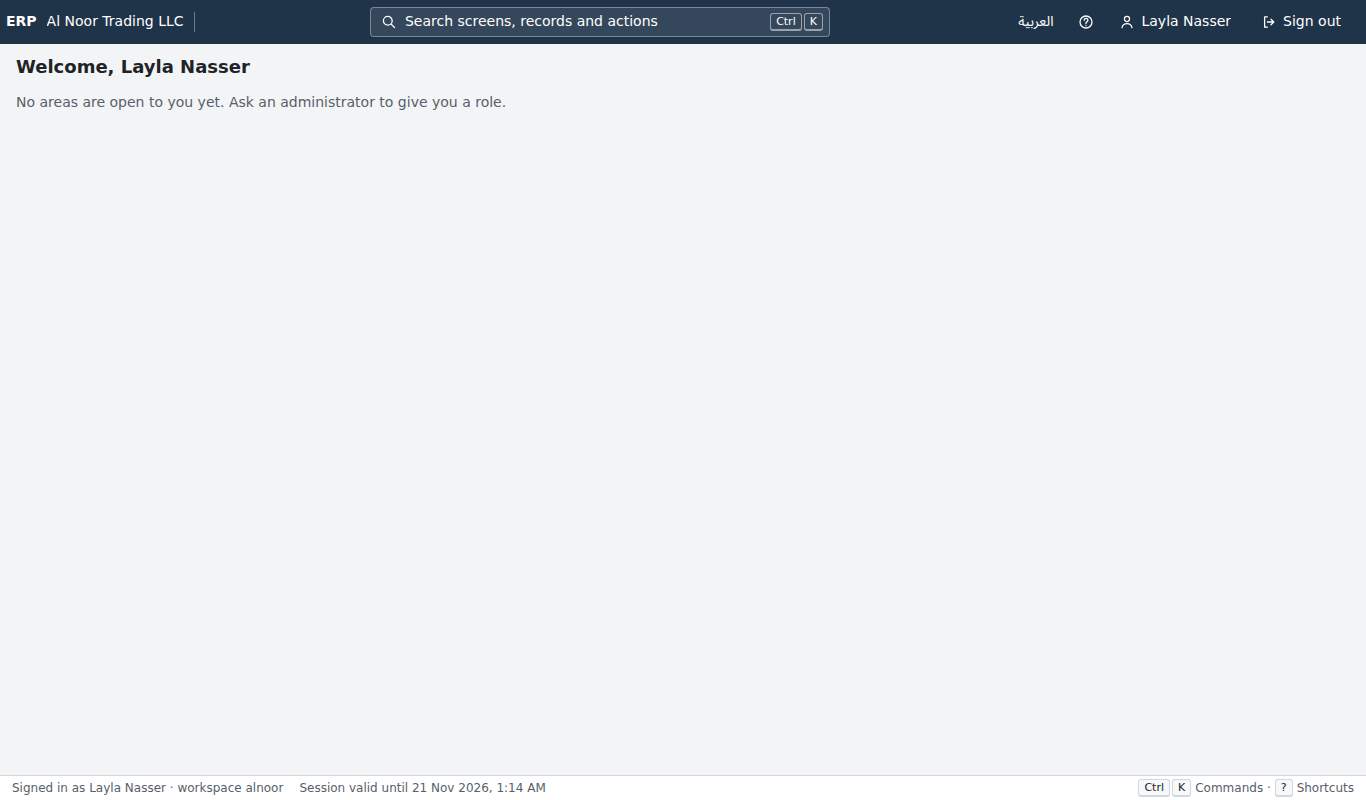 ERP Al Noor Trading LLC
Search screens, records and actions Ctrl K
العربية
Layla Nasser
Sign out
Welcome, Layla Nasser
No areas are open to you yet. Ask an administrator to give you a role.
Signed in as Layla Nasser · workspace alnoor Session valid until 21 Nov 2026, 1:14 AM
Ctrl K Commands · ? Shortcuts